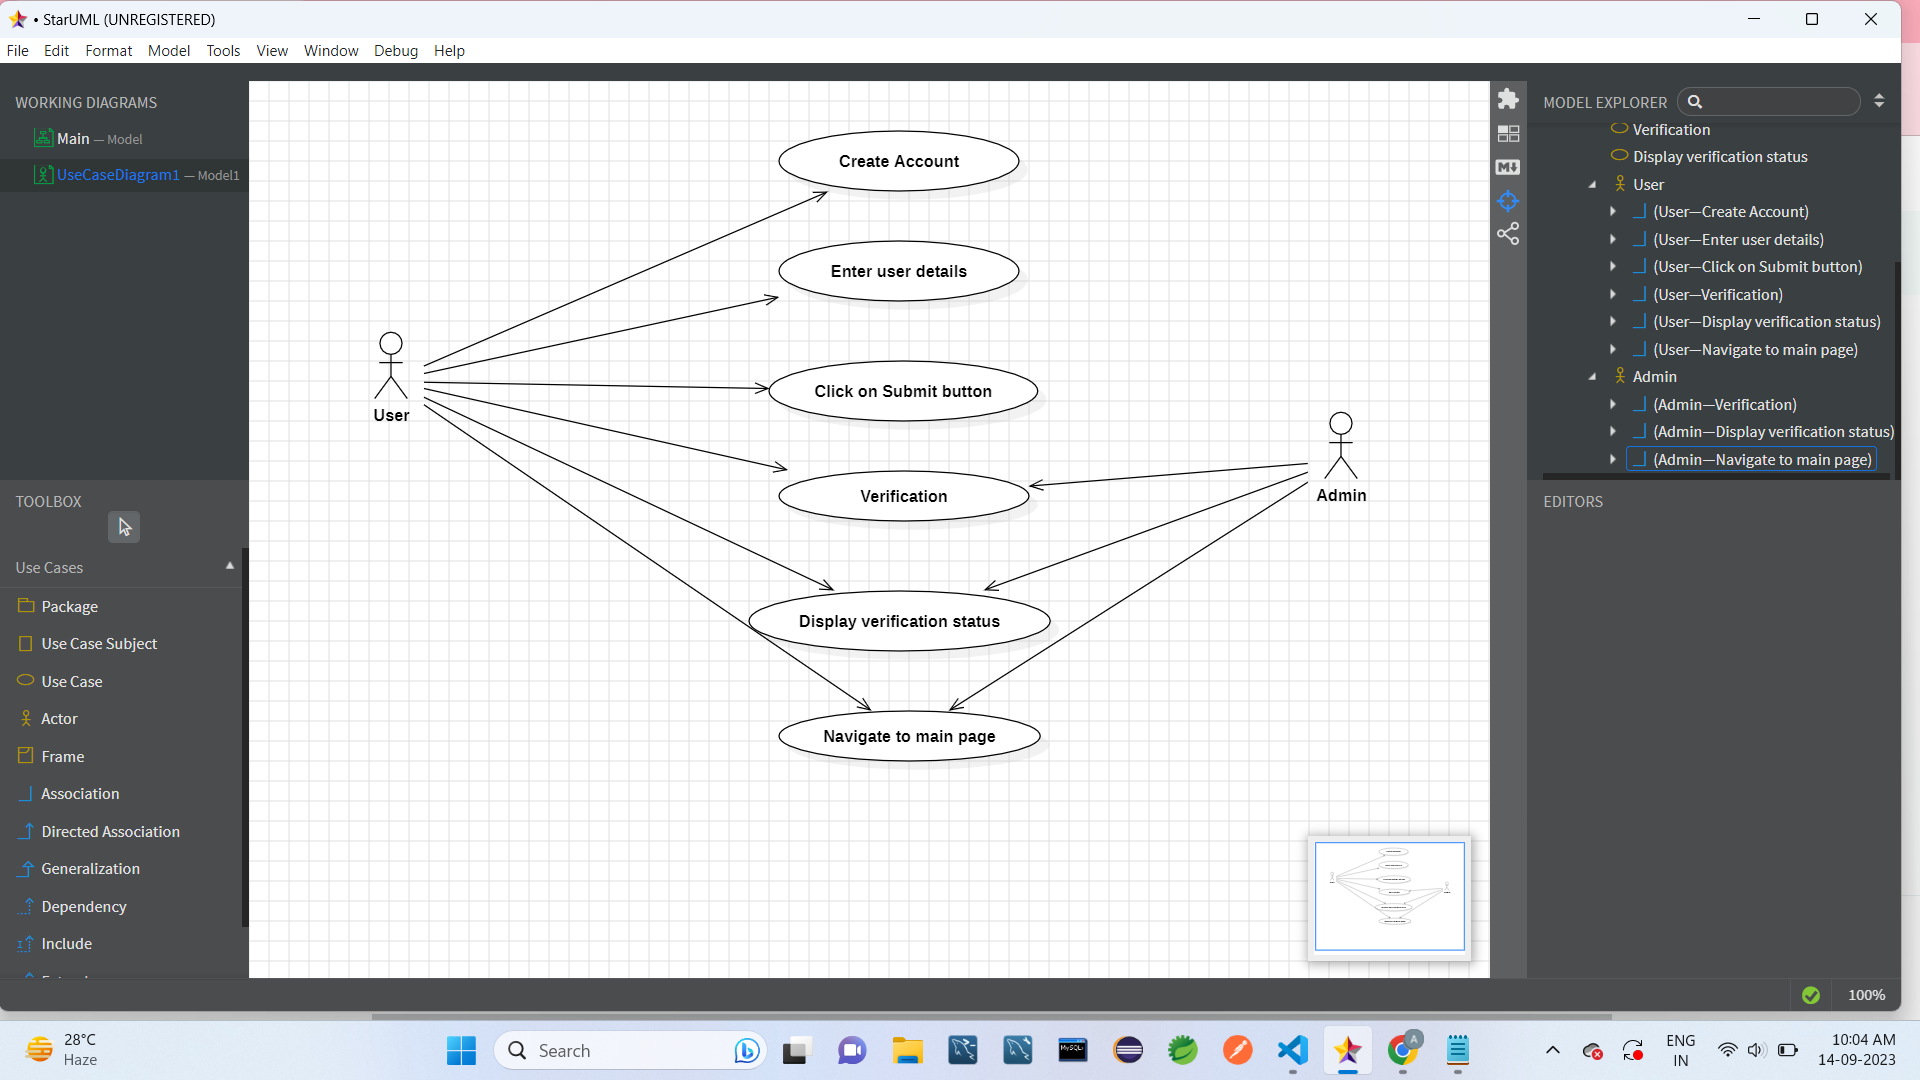 • StarUML (UNREGISTERED)
File Edit Format Model Tools View Window Debug Help
WORKING DIAGRAMS
Main — Model
UseCaseDiagram1 — Model1
TOOLBOX
Use Cases
Package
Use Case Subject
Use Case
Actor
Frame
Association
Directed Association
Generalization
Dependency
Include
Create Account
Enter user details
Click on Submit button
Verification
Display verification status
Navigate to main page
User
Admin
MODEL EXPLORER
Verification
Display verification status
User
(User—Create Account)
(User—Enter user details)
(User—Click on Submit button)
(User—Verification)
(User—Display verification status)
(User—Navigate to main page)
Admin
(Admin—Verification)
(Admin—Display verification status)
(Admin—Navigate to main page)
EDITORS
100%
28°C
Haze
Search
MySQL
A
ENG
IN
10:04 AM
14-09-2023